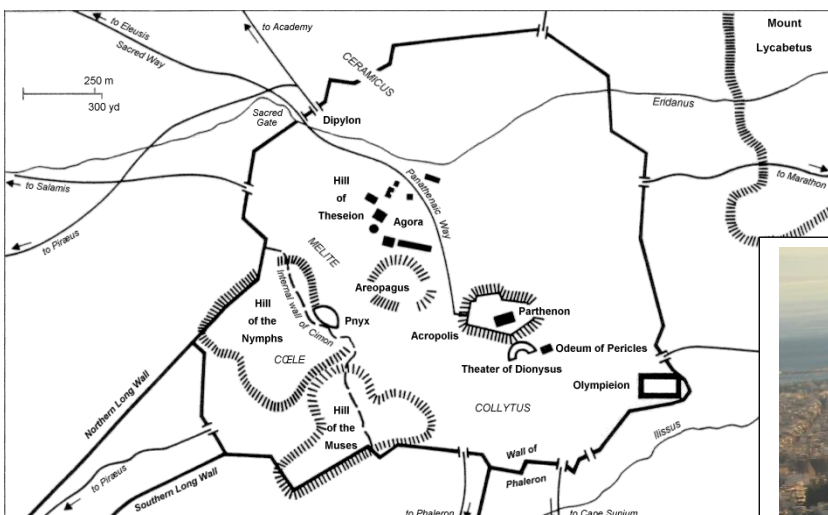 to Eleusis
Sacred Way
to Academy
CERAMICUS
Mount
Lycabetus
250 m
300 yd
Sacred
Gate
Dipylon
Eridanus
to Salamis
to Piræus
Hill
of
Theseion
Agora
Panathenaic Way
to Marathon
MELITE
Areopagus
Internal wall of Cimon
Hill
of the
Nymphs
Pnyx
Acropolis
Parthenon
Odeum of Pericles
Theater of Dionysus
Olympieion
CŒLE
COLLYTUS
Hill
of the
Muses
Northern Long Wall
Ilissus
to Piræus
Southern Long Wall
Wall of
Phaleron
to Phaleron
to Cape Sunium